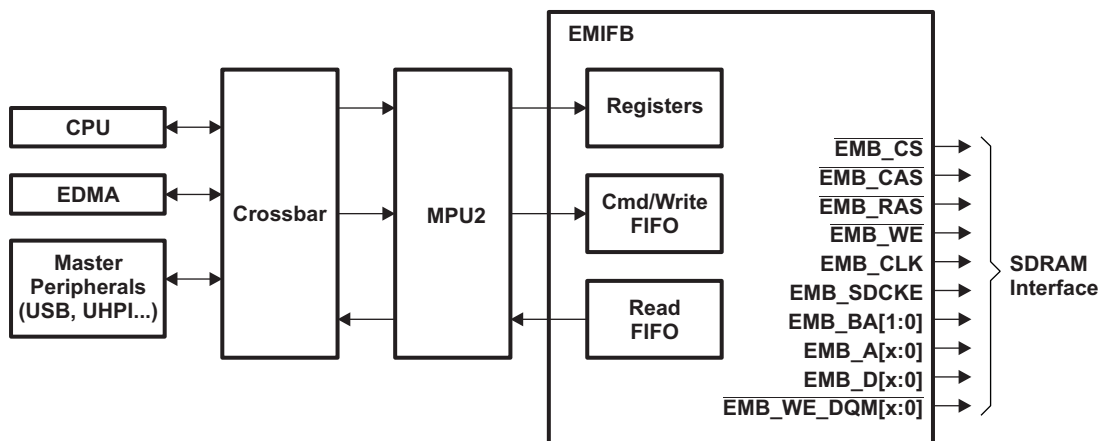 EMIFB
CPU
EDMA
Master
Peripherals
(USB, UHPI...)
Crossbar
MPU2
Registers
Cmd/Write
FIFO
Read
FIFO
EMB_CS
EMB_CAS
EMB_RAS
EMB_WE
EMB_CLK
EMB_SDCKE
EMB_BA[1:0]
EMB_A[x:0]
EMB_D[x:0]
EMB_WE_DQM[x:0]
SDRAM
Interface